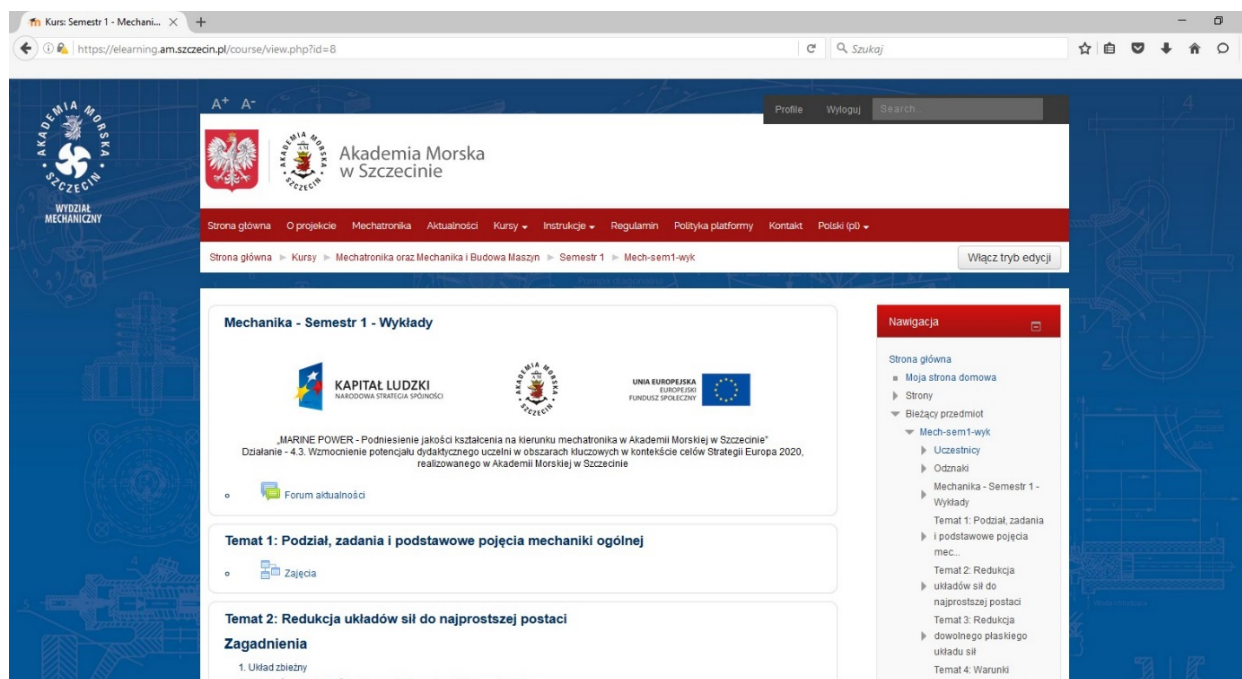 Kurs: Semestr 1 - Mechani...
https://elearning.am.szczecin.pl/course/view.php?id=8
Szukaj
AKADEMIA MORSKA
SZCZECIN
WYDZIAŁ
MECHANICZNY
A+ A-
Profile Wyloguj Search...
AKADEMIA MORSKA
SZCZECIN
Akademia Morska
w Szczecinie
Strona główna O projekcie Mechatronika Aktualności Kursy Instrukcje Regulamin Polityka platformy Kontakt Polski (pl)
Strona główna Kursy Mechatronika oraz Mechanika i Budowa Maszyn Semestr 1 Mech-sem1-wyk Włącz tryb edycji
Mechanika - Semestr 1 - Wykłady
KAPITAŁ LUDZKI
NARODOWA STRATEGIA SPÓJNOŚCI
AKADEMIA MORSKA
SZCZECIN
UNIA EUROPEJSKA
EUROPEJSKI
FUNDUSZ SPOŁECZNY
„MARINE POWER - Podniesienie jakości kształcenia na kierunku mechatronika w Akademii Morskiej w Szczecinie"
Działanie - 4.3. Wzmocnienie potencjału dydaktycznego uczelni w obszarach kluczowych w kontekście celów Strategii Europa 2020,
realizowanego w Akademii Morskiej w Szczecinie
Forum aktualności
Temat 1: Podział, zadania i podstawowe pojęcia mechaniki ogólnej
Zajęcia
Temat 2: Redukcja układów sił do najprostszej postaci
Zagadnienia
1. Układ zbieżny
Nawigacja
Strona główna
Moja strona domowa
Strony
Bieżący przedmiot
Mech-sem1-wyk
Uczestnicy
Odznaki
Mechanika - Semestr 1 -
Wykłady
Temat 1: Podział, zadania
i podstawowe pojęcia
mec...
Temat 2: Redukcja
układów sił do
najprostszej postaci
Temat 3: Redukcja
dowolnego płaskiego
układu sił
Temat 4: Warunki